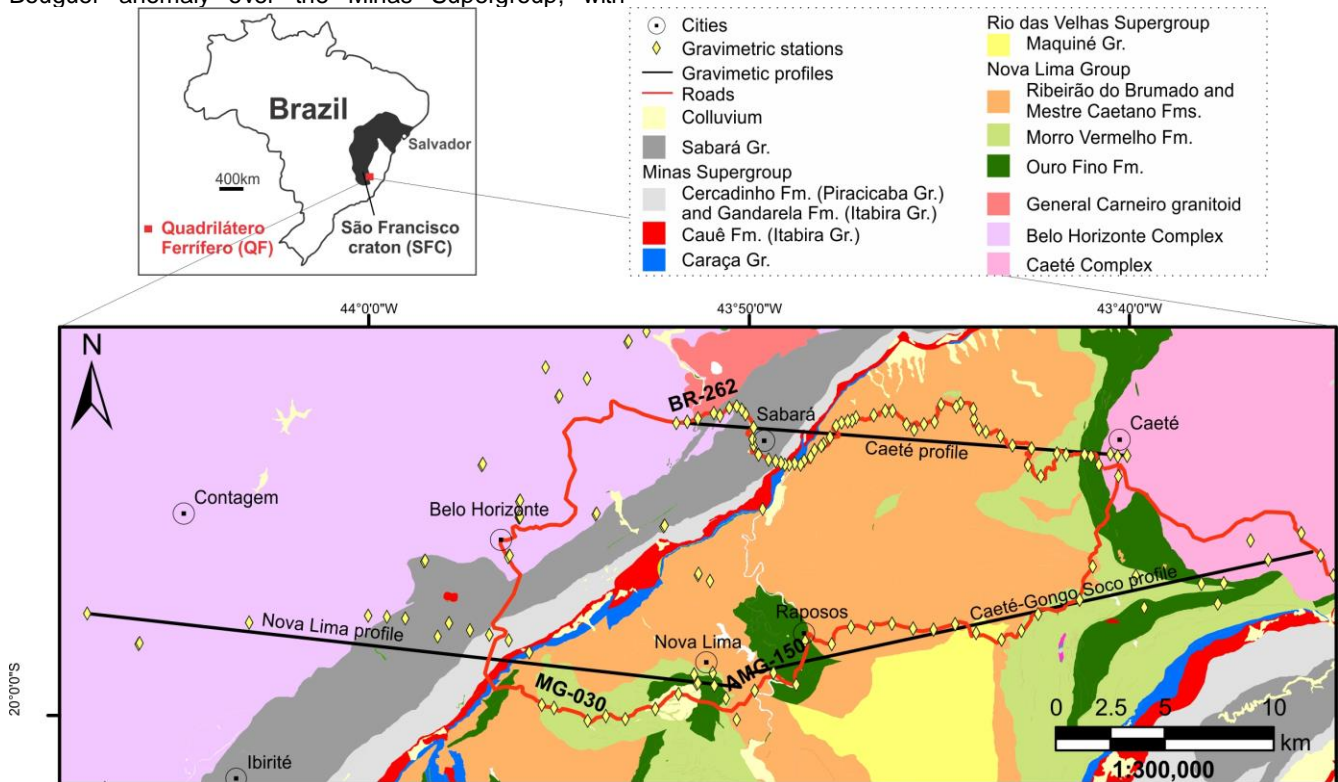 Bouguer anomaly over the Minas Supergroup, with
Brazil
Salvador
400km
Quadrilátero
Ferrífero (QF)
São Francisco
craton (SFC)
Cities
Gravimetric stations
Gravimetic profiles
Roads
Colluvium
Sabará Gr.
Minas Supergroup
Cercadinho Fm. (Piracicaba Gr.)
and Gandarela Fm. (Itabira Gr.)
Cauê Fm. (Itabira Gr.)
Caraça Gr.
Rio das Velhas Supergroup
Maquiné Gr.
Nova Lima Group
Ribeirão do Brumado and
Mestre Caetano Fms.
Morro Vermelho Fm.
Ouro Fino Fm.
General Carneiro granitoid
Belo Horizonte Complex
Caeté Complex
44°0'0"W
43°50'0"W
43°40'0"W
N
BR-262
Sabará
Caeté
Caeté profile
Contagem
Belo Horizonte
Caeté-Gongo Soco profile
Raposos
Nova Lima profile
Nova Lima
AMG-150
MG-030
20°0'0"S
Ibirité
0 2.5 5 10
km
1:300,000